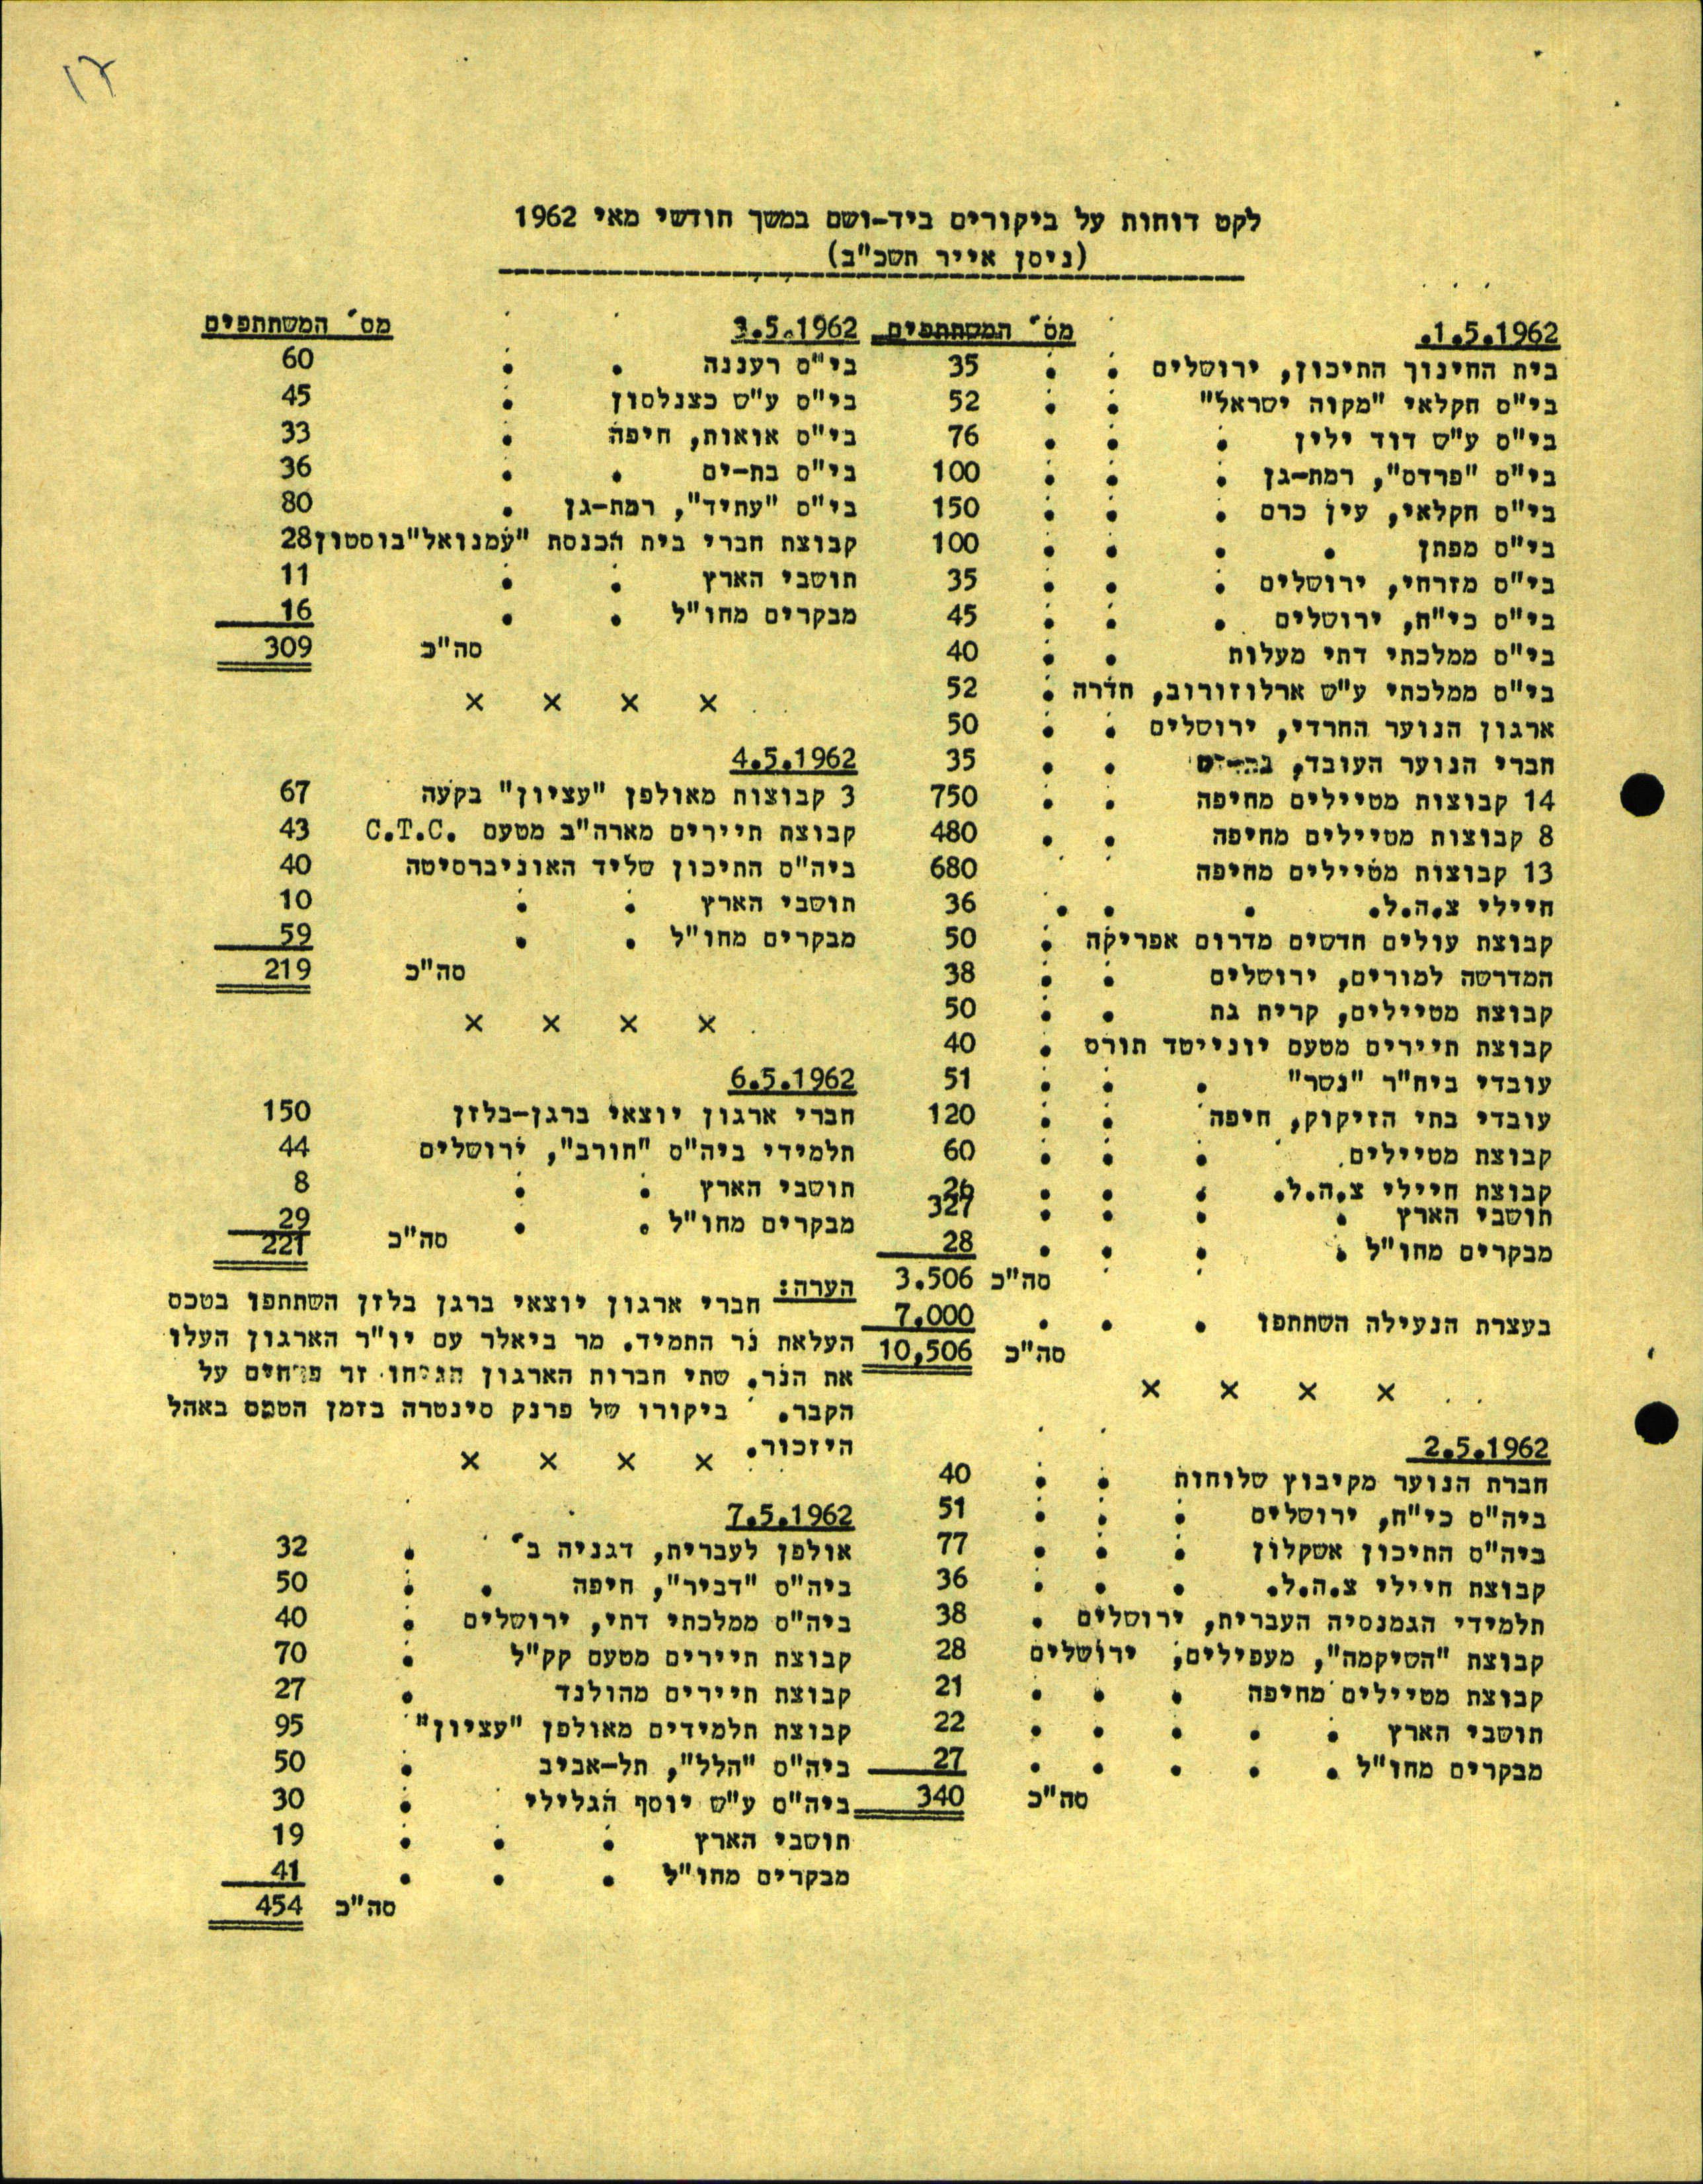 לקט דוחות על ביקורים ביד-ושם במשך חודשי מאי 1962
(ניסן אייר תשכ"ב)
1.5.1962. מס' המשתתפים
בית החינוך התיכון, ירושלים . . 35
בי"ס חקלאי "מקוה ישראל" . . 52
בי"ס ע"ש דוד ילין . . . 76
בי"ס "פרדס", רמת-גן . . . 100
בי"ס חקלאי, עין כרם . . . 150
בי"ס מפתן . . . . 100
בי"ס מזרחי, ירושלים . . . 35
בי"ס כי"ח, ירושלים . . . 45
בי"ס ממלכתי דתי מעלות . . 40
בי"ס ממלכתי ע"ש ארלוזורוב, חדרה . 52
ארגון הנוער החרדי, ירושלים . . 50
חברי הנוער העובד, . . 35
14 קבוצות מטיילים מחיפה . . 750
8 קבוצות מטיילים מחיפה . . 480
13 קבוצות מטיילים מחיפה 680
חיילי צ.ה.ל. . . . 36
קבוצת עולים חדשים מדרום אפריקה . 50
המדרשה למורים, ירושלים . . 38
קבוצת מטיילים, קרית גת . . 50
קבוצת תיירים מטעם יונייטד תורס . 40
עובדי ביח"ר "נשר" . . . 51
עובדי בתי הזיקוק, חיפה . . 120
קבוצת מטיילים . . . 60
קבוצת חיילי צ.ה.ל. . . . 26
תושבי הארץ . . . . 327
מבקרים מחו"ל . . . . 28
סה"כ 3.506
בעצרת הנעילה השתתפו . . . 7.000
סה"כ 10,506
× × × ×
2.5.1962
חברת הנוער מקיבוץ שלוחות . . 40
ביה"ס כי"ח, ירושלים . . . 51
ביה"ס התיכון אשקלון . . . 77
קבוצת חיילי צ.ה.ל. . . . 36
תלמידי הגמנסיה העברית, ירושלים . 38
קבוצת "השיקמה", מעפילים, ירושלים 28
קבוצת מטיילים מחיפה . . . 21
תושבי הארץ . . . . . 22
מבקרים מחו"ל . . . . . 27
סה"כ 340
3.5.1962 מס' המשתתפים
בי"ס רעננה . . 60
בי"ס ע"ש כצנלסון . 45
בי"ס אואות, חיפה . 33
בי"ס בת-ים . . 36
בי"ס "עתיד", רמת-גן . 80
קבוצת חברי בית הכנסת "עמנואל"בוסטון 28
תושבי הארץ . . 11
מבקרים מחו"ל . . 16
סה"כ 309
× × × ×
4.5.1962
3 קבוצות מאולפן "עציון" בקעה 67
קבוצת תיירים מארה"ב מטעם C.T.C. 43
ביה"ס התיכון שליד האוניברסיטה 40
תושבי הארץ . . 10
מבקרים מחו"ל . . 59
סה"כ 219
× × × ×
6.5.1962
חברי ארגון יוצאי ברגן-בלזן 150
תלמידי ביה"ס "חורב", ירושלים 44
תושבי הארץ . . 8
מבקרים מחו"ל . . 29
סה"כ 221
הערה: חברי ארגון יוצאי ברגן בלזן השתתפו בטכס
העלאת נר התמיד. מר ביאלר עם יו"ר הארגון העלו
את הנר. שתי חברות הארגון הניחו זר פרחים על
הקבר. ביקורו של פרנק סינטרה בזמן הטכס באהל
היזכור.
× × × ×
7.5.1962
אולפן לעברית, דגניה ב' . 32
ביה"ס "דביר", חיפה . . 50
ביה"ס ממלכתי דתי, ירושלים . 40
קבוצת תיירים מטעם קק"ל . 70
קבוצת תיירים מהולנד . 27
קבוצת תלמידים מאולפן "עציון" 95
ביה"ס "הלל", תל-אביב . 50
ביה"ס ע"ש יוסף הגלילי . 30
תושבי הארץ . . . 19
מבקרים מחו"ל . . . 41
סה"כ 454